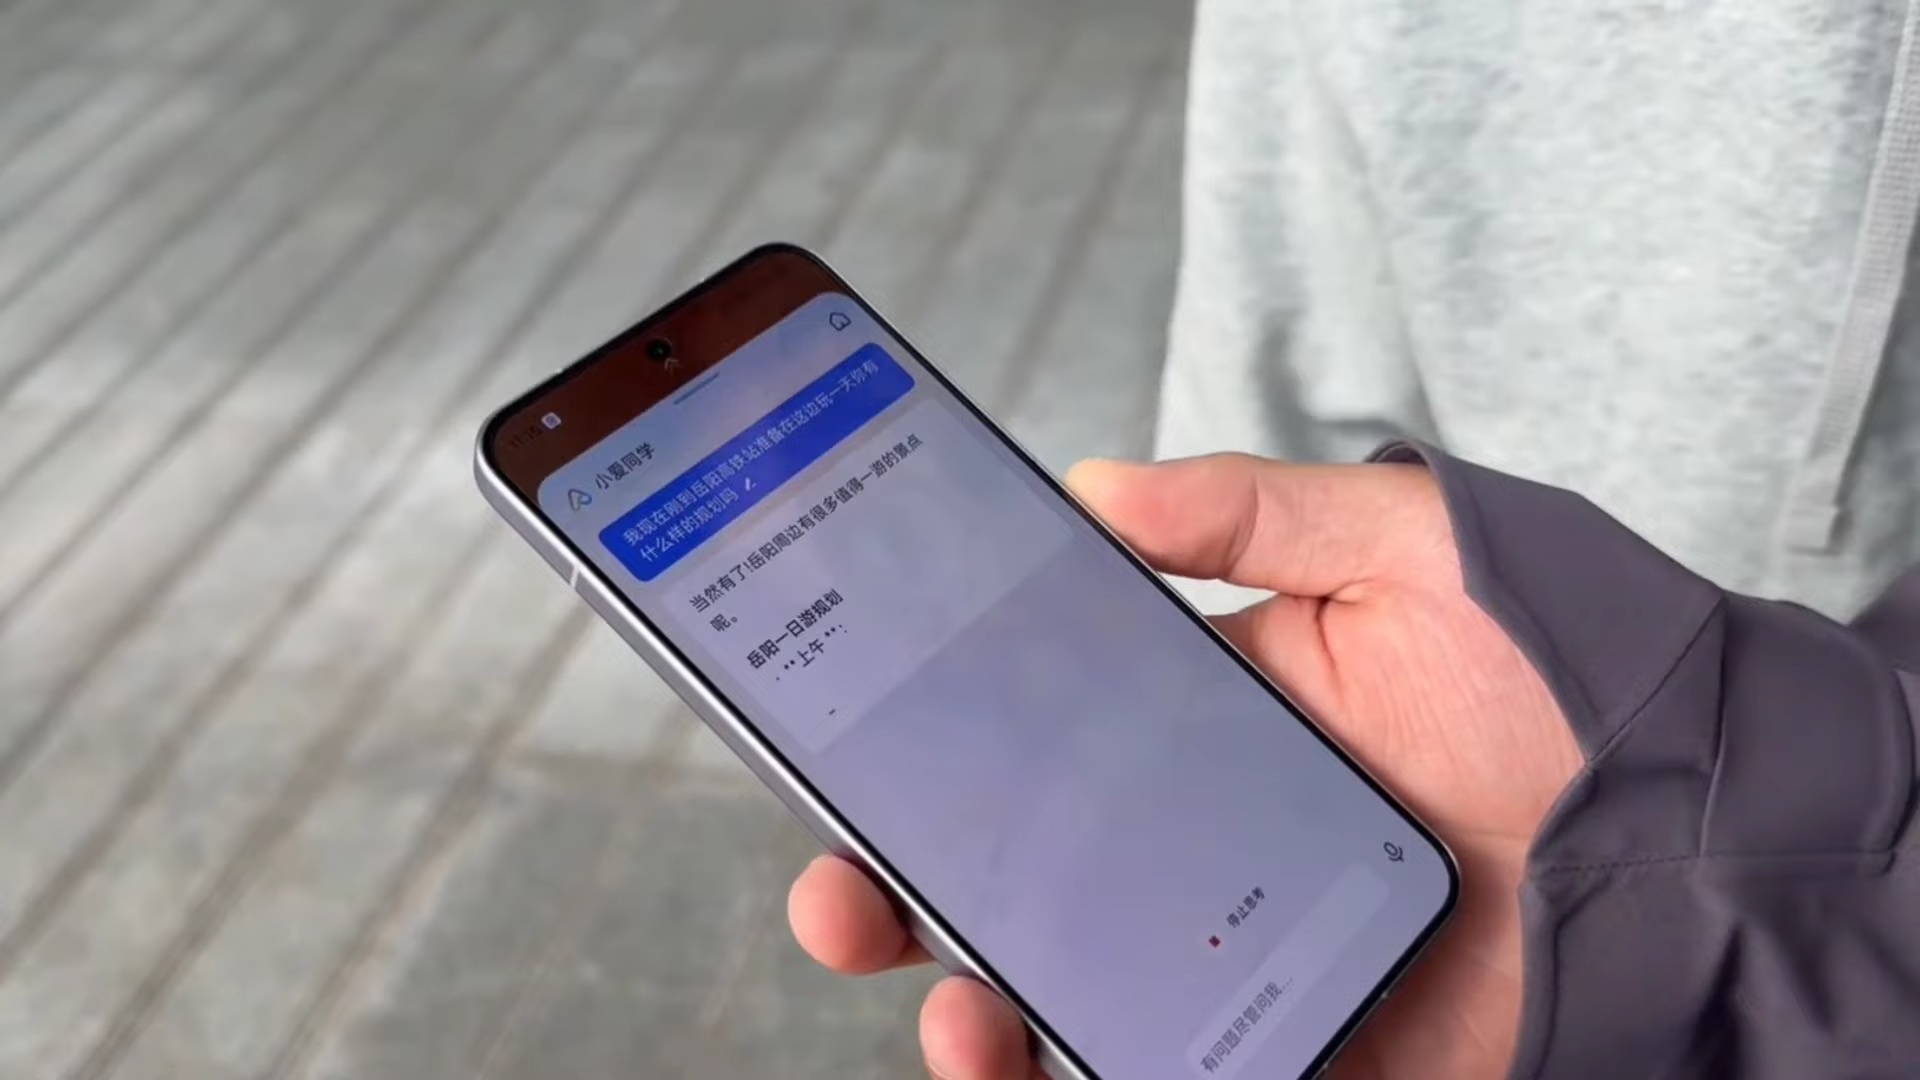 11:15
小爱同学
我现在刚到岳阳高铁站准备在这边玩一天你有
什么样的规划吗
当然有了!岳阳周边有很多值得一游的景点
呢。
岳阳一日游规划
**上午**:
-
停止思考
有问题尽管问我...